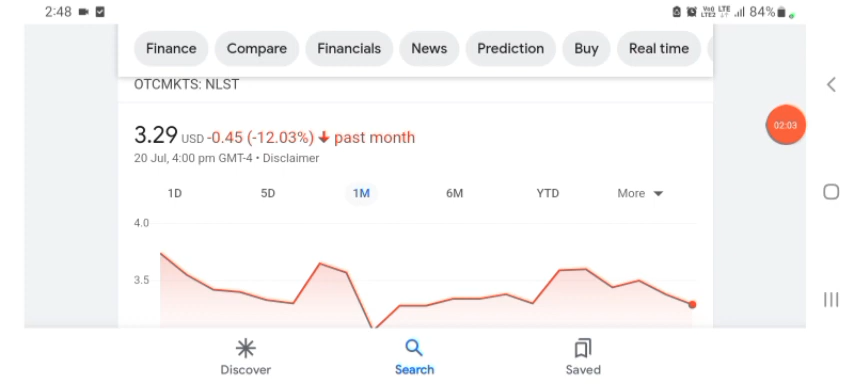 2:48 84%
Finance Compare Financials News Prediction Buy Real time
OTCMKTS: NLST
02:03
3.29 USD -0.45 (-12.03%) past month
20 Jul, 4:00 pm GMT-4 • Disclaimer
1D 5D 1M 6M YTD More
4.0
3.5
Discover Search Saved